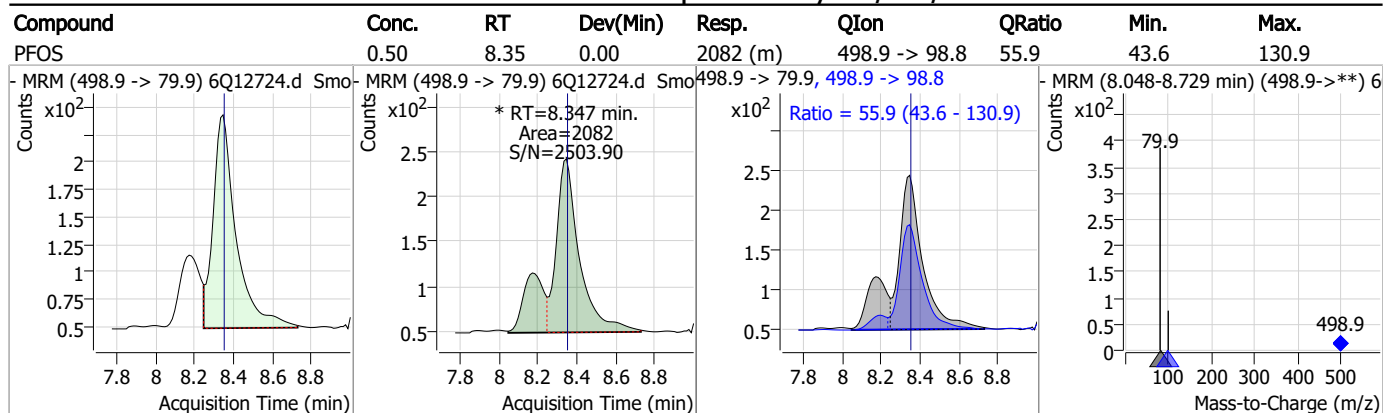 Compound Conc. RT Dev(Min) Resp. QIon QRatio Min. Max.
PFOS 0.50 8.35 0.00 2082 (m) 498.9 -> 98.8 55.9 43.6 130.9
- MRM (498.9 -> 79.9) 6Q12724.d Smo
Counts
x10²
2
1.75
1.5
1.25
1
0.75
0.5
7.8 8 8.2 8.4 8.6 8.8
Acquisition Time (min)
- MRM (498.9 -> 79.9) 6Q12724.d Smo
Counts
x10²
* RT=8.347 min.
Area=2082
S/N=2503.90
2.5
2
1.5
1
0.5
7.8 8 8.2 8.4 8.6 8.8
Acquisition Time (min)
498.9 -> 79.9, 498.9 -> 98.8
x10²
Ratio = 55.9 (43.6 - 130.9)
2.5
2
1.5
1
0.5
7.8 8 8.2 8.4 8.6 8.8
Acquisition Time (min)
- MRM (8.048-8.729 min) (498.9->**) 6
Counts
x10²
79.9
4
3.5
3
2.5
2
1.5
1
0.5
0
498.9
100 200 300 400 500
Mass-to-Charge (m/z)